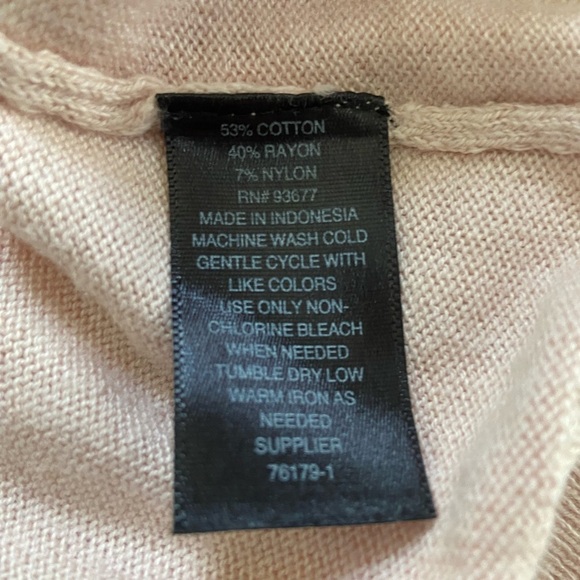 53% COTTON
40% RAYON
7% NYLON
RN# 93677
MADE IN INDONESIA
MACHINE WASH COLD
GENTLE CYCLE WITH
LIKE COLORS
USE ONLY NON-
CHLORINE BLEACH
WHEN NEEDED
TUMBLE DRY LOW
WARM IRON AS
NEEDED
SUPPLIER
76179-1